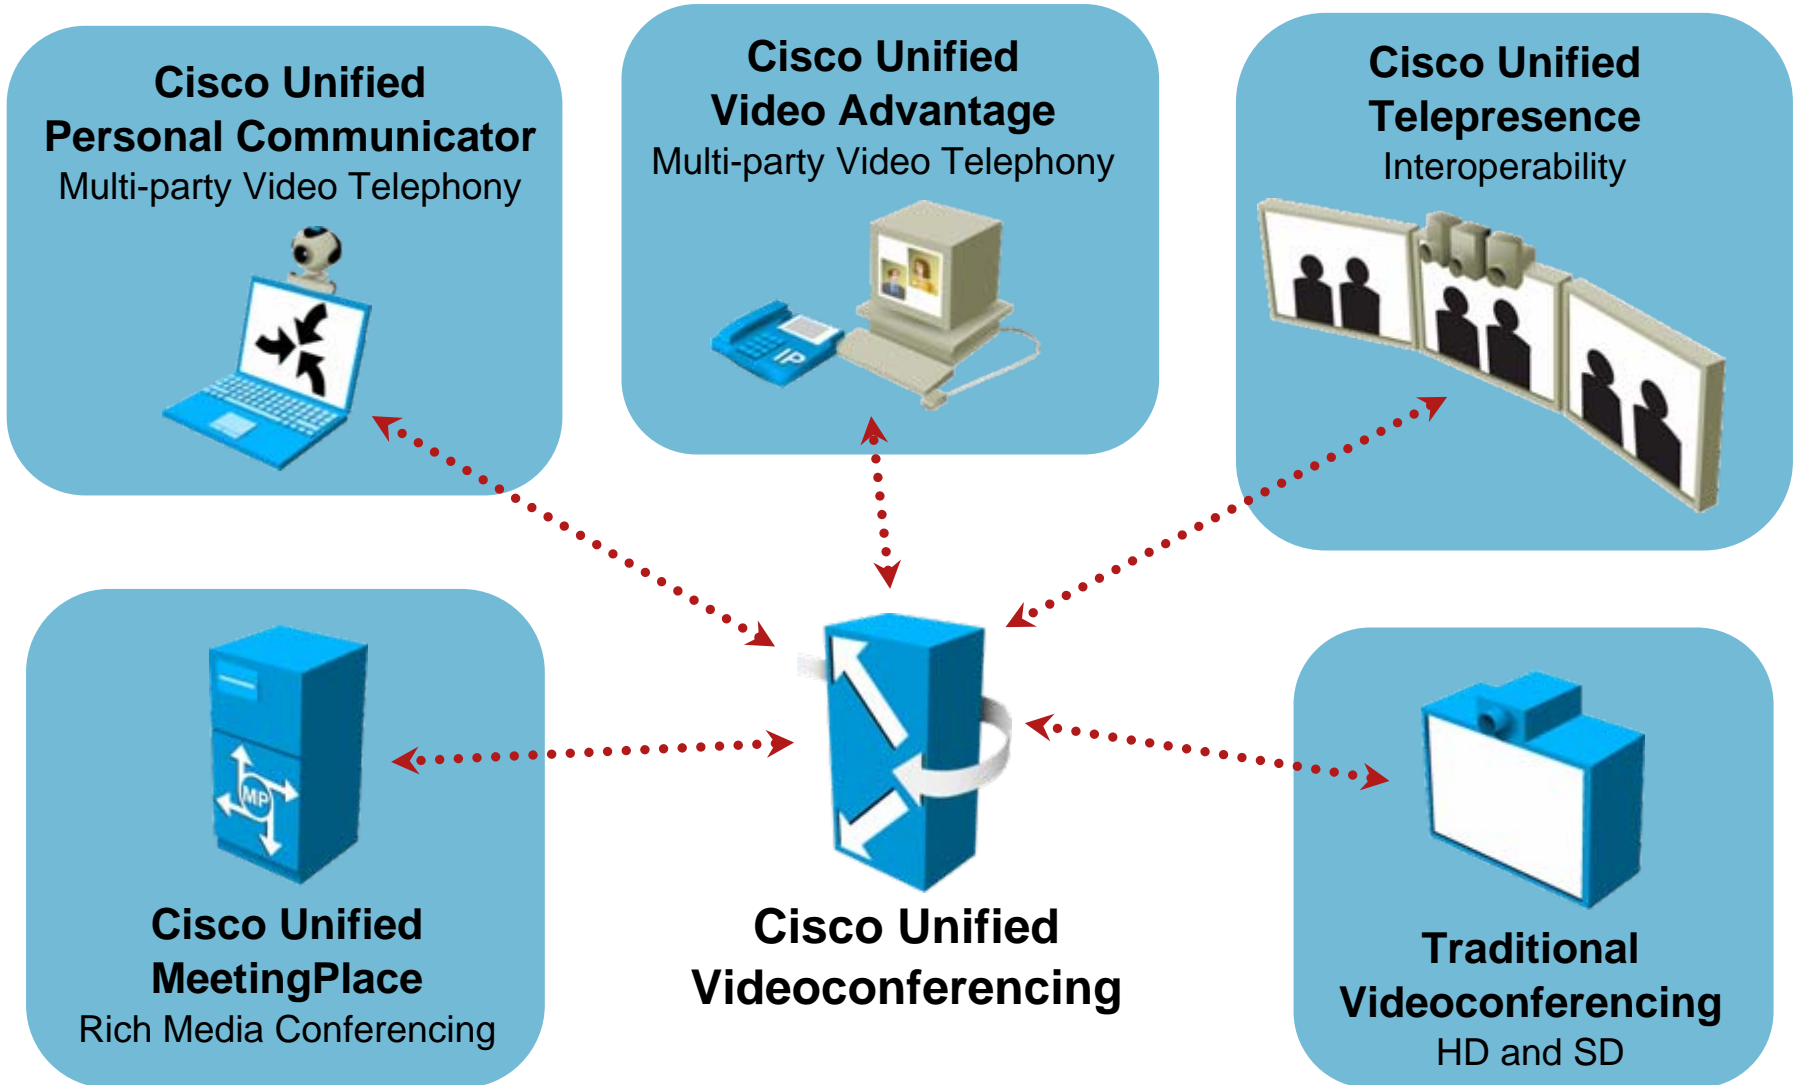 Cisco Unified
Personal Communicator
Multi-party Video Telephony
Cisco Unified
Video Advantage
Multi-party Video Telephony
IP
Cisco Unified
Telepresence
Interoperability
MP
Cisco Unified
MeetingPlace
Rich Media Conferencing
Cisco Unified
Videoconferencing
Traditional
Videoconferencing
HD and SD